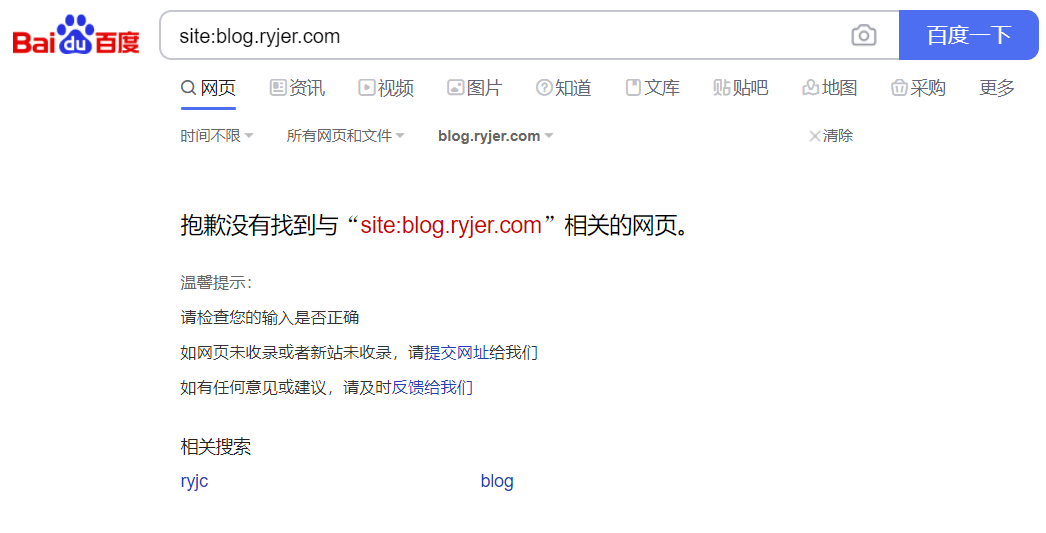 Bai du 百度 site:blog.ryjer.com 百度一下
网页 资讯 视频 图片 知道 文库 贴吧 地图 采购 更多
时间不限 所有网页和文件 blog.ryjer.com 清除
抱歉没有找到与“site:blog.ryjer.com”相关的网页。
温馨提示：
请检查您的输入是否正确
如网页未收录或者新站未收录，请提交网址给我们
如有任何意见或建议，请及时反馈给我们
相关搜索
ryjc blog